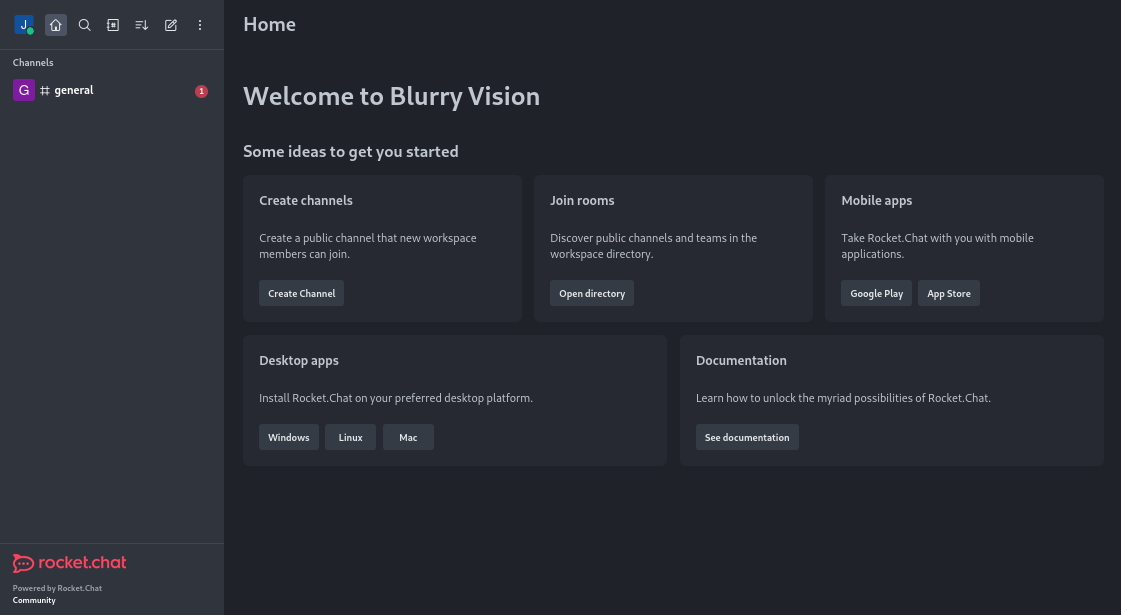 J
Home
Channels
G general 1
Welcome to Blurry Vision
Some ideas to get you started
Create channels
Create a public channel that new workspace
members can join.
Create Channel
Join rooms
Discover public channels and teams in the
workspace directory.
Open directory
Mobile apps
Take Rocket.Chat with you with mobile
applications.
Google Play App Store
Desktop apps
Install Rocket.Chat on your preferred desktop platform.
Windows Linux Mac
Documentation
Learn how to unlock the myriad possibilities of Rocket.Chat.
See documentation
rocket.chat
Powered by Rocket.Chat
Community